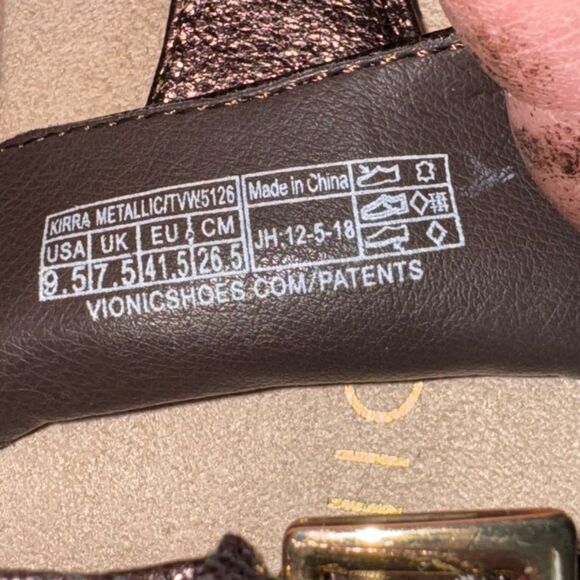 KIRRA METALLIC/TVW5126
USA UK EU CM
9.5 7.5 41.5 26.5
Made in China
JH:12-5-18
VIONICSHOES.COM/PATENTS
IO